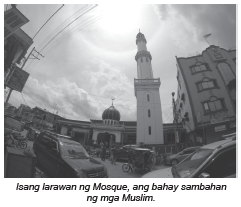 Isang larawan ng Mosque, ang bahay sambahan
ng mga Muslim.